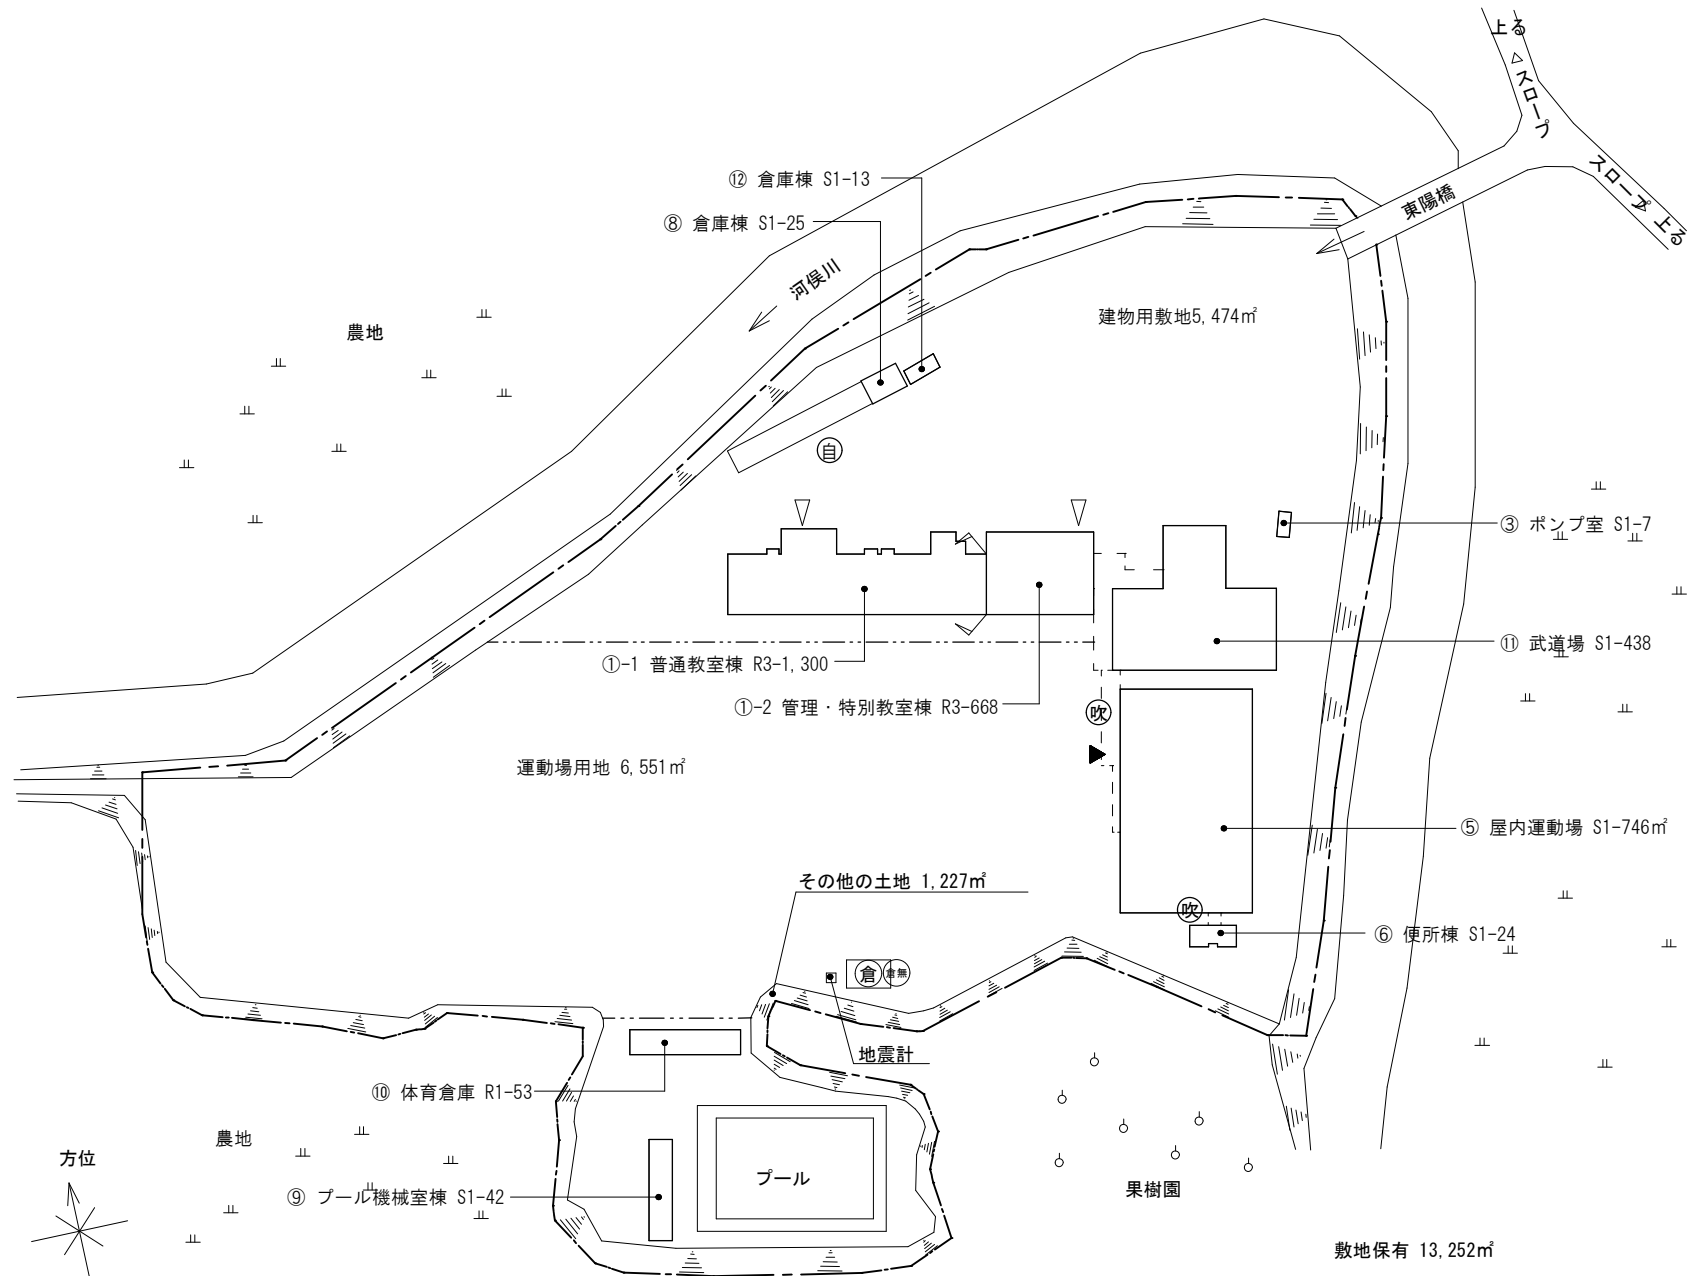 上る
△スロープ
スロープ
上る
東陽橋
⑫ 倉庫棟 S1-13
⑧ 倉庫棟 S1-25
河俣川
建物用敷地5,474㎡
農地
自
③ ポンプ室 S1-7
⑪ 武道場 S1-438
①-1 普通教室棟 R3-1,300
①-2 管理・特別教室棟 R3-668
吹
運動場用地 6,551㎡
⑤ 屋内運動場 S1-746㎡
その他の土地 1,227㎡
吹
⑥ 便所棟 S1-24
倉
倉無
地震計
⑩ 体育倉庫 R1-53
農地
方位
プール
⑨ プール機械室棟 S1-42
果樹園
敷地保有 13,252㎡